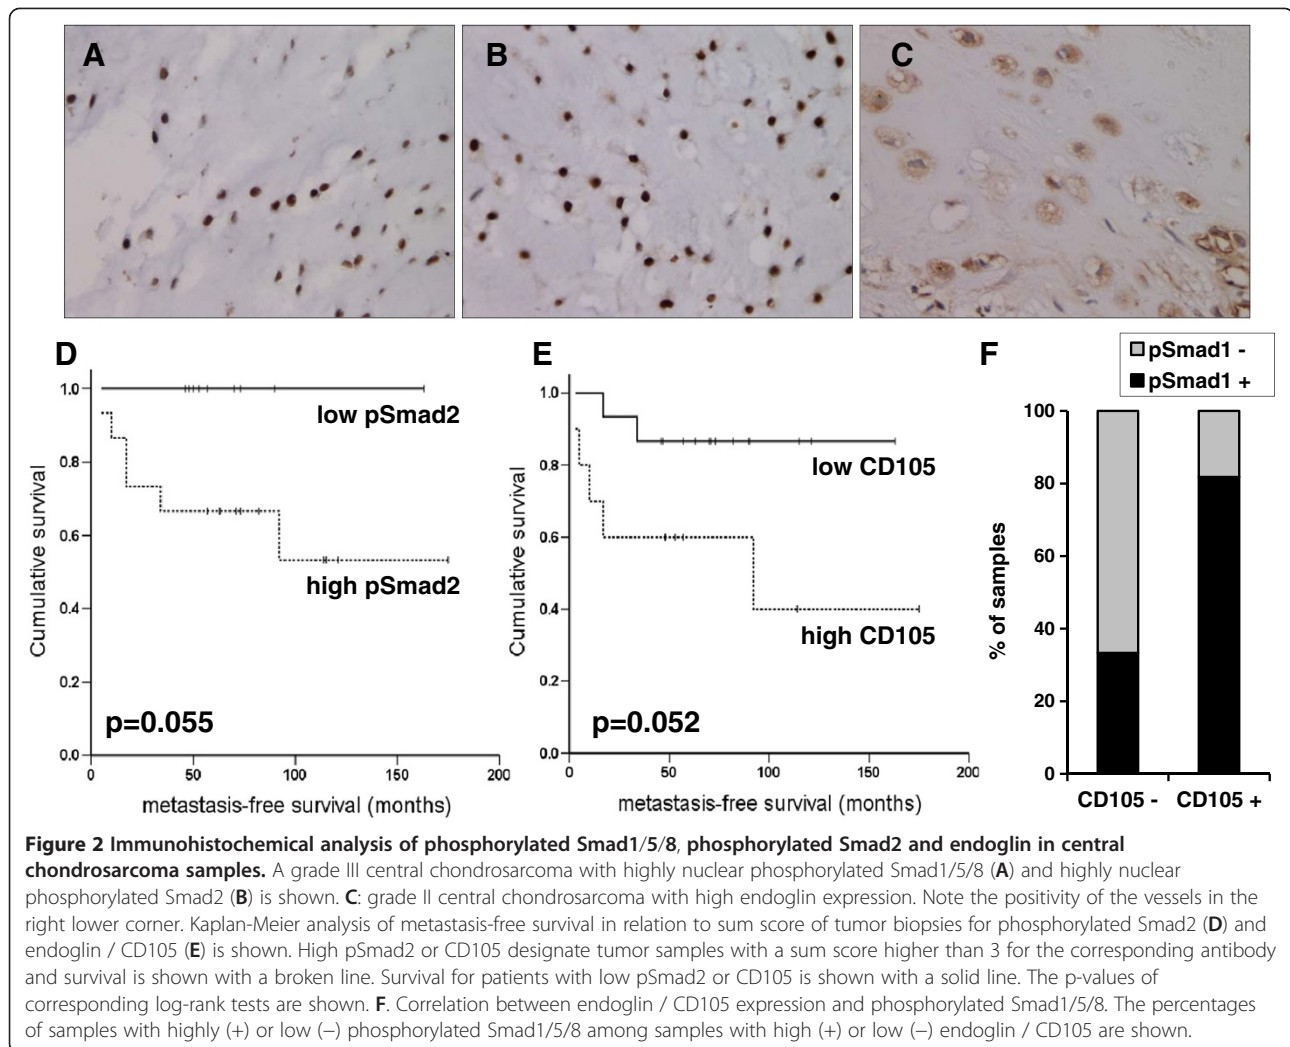 A
B
C
D
1.0
0.8
0.6
0.4
0.2
0.0
0
50
100
150
200
Cumulative survival
low pSmad2
high pSmad2
p=0.055
metastasis-free survival (months)
E
1.0
0.8
0.6
0.4
0.2
0.0
0
50
100
150
200
Cumulative survival
low CD105
high CD105
p=0.052
metastasis-free survival (months)
F
pSmad1 -
pSmad1 +
100
80
60
40
20
0
% of samples
CD105 - CD105 +
Figure 2 Immunohistochemical analysis of phosphorylated Smad1/5/8, phosphorylated Smad2 and endoglin in central
chondrosarcoma samples. A grade III central chondrosarcoma with highly nuclear phosphorylated Smad1/5/8 (A) and highly nuclear
phosphorylated Smad2 (B) is shown. C: grade II central chondrosarcoma with high endoglin expression. Note the positivity of the vessels in the
right lower corner. Kaplan-Meier analysis of metastasis-free survival in relation to sum score of tumor biopsies for phosphorylated Smad2 (D) and
endoglin / CD105 (E) is shown. High pSmad2 or CD105 designate tumor samples with a sum score higher than 3 for the corresponding antibody
and survival is shown with a broken line. Survival for patients with low pSmad2 or CD105 is shown with a solid line. The p-values of
corresponding log-rank tests are shown. F. Correlation between endoglin / CD105 expression and phosphorylated Smad1/5/8. The percentages
of samples with highly (+) or low (−) phosphorylated Smad1/5/8 among samples with high (+) or low (−) endoglin / CD105 are shown.